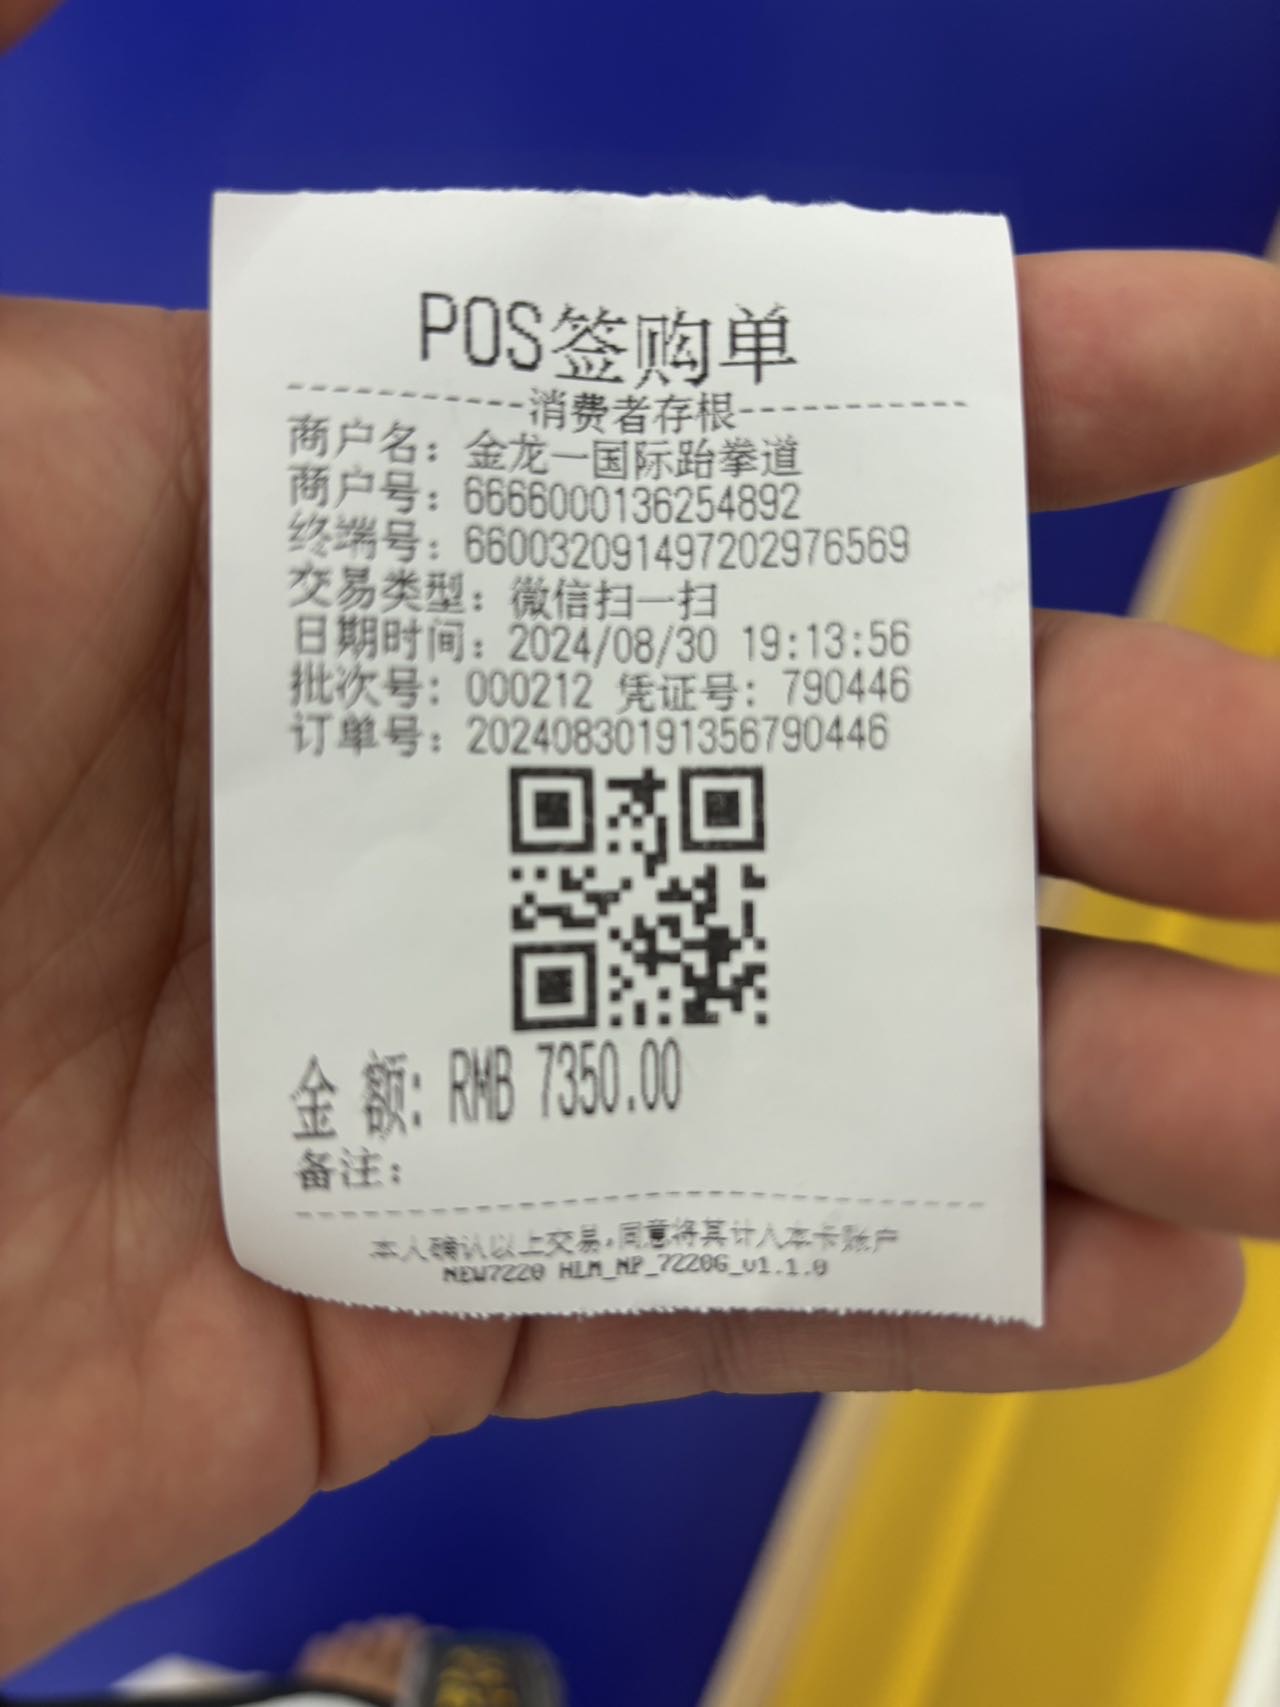 POS签购单
消费者存根
商户名：金龙一国际跆拳道
商户号：6666000136254892
终端号：660032091497202976569
交易类型：微信扫一扫
日期时间：2024/08/30 19:13:56
批次号：000212 凭证号：790446
订单号：20240830191356790446
金 额：RMB 7350.00
备注：
本人确认以上交易，同意将其计入本卡账户
NEW7220 HLM_MP_7220G_v1.1.0